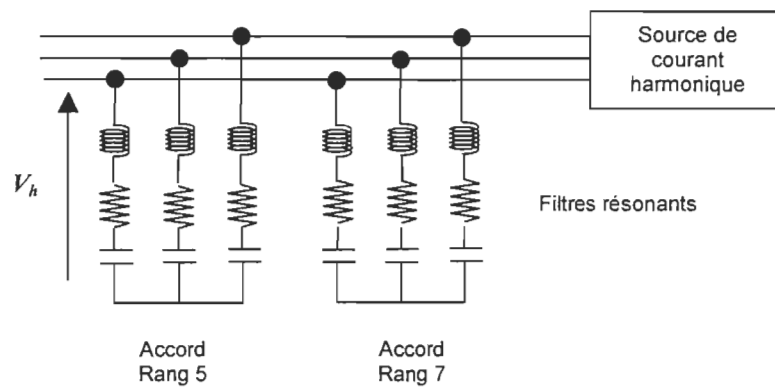 Source de
courant
harmonique
V_h
Filtres résonants
Accord
Rang 5
Accord
Rang 7